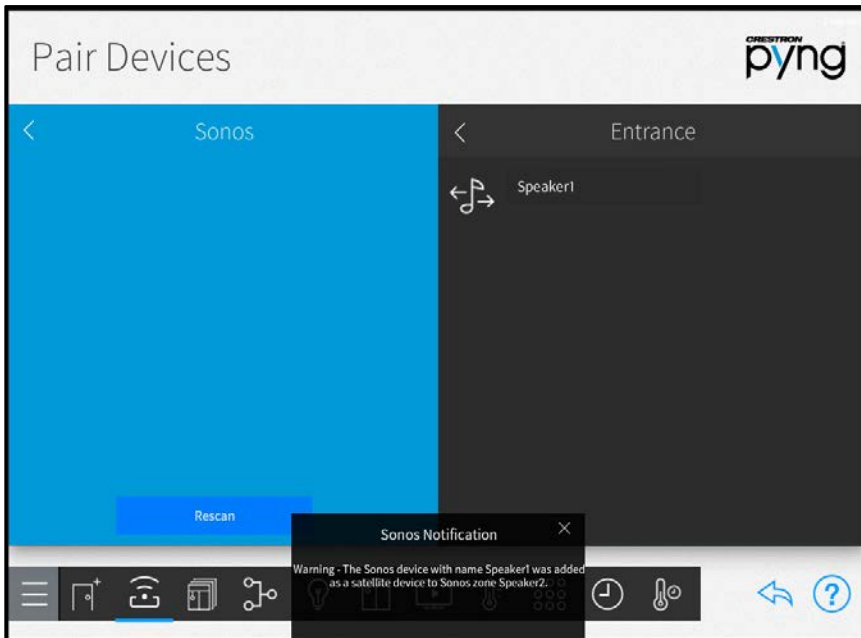 Pair Devices
CRESTRON
pyng
Sonos
Entrance
Speaker1
Rescan
Sonos Notification
Warning - The Sonos device with name Speaker1 was added
as a satellite device to Sonos zone Speaker2.
?